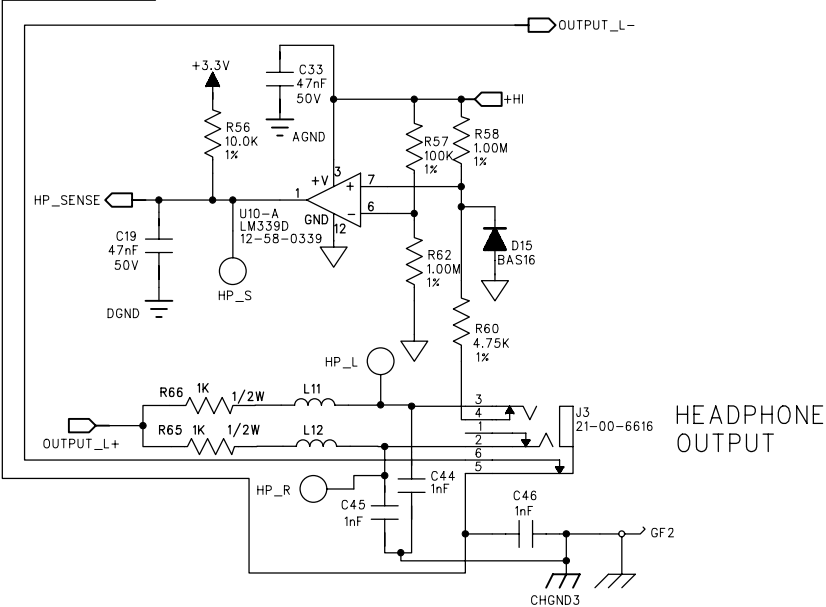 OUTPUT_L-
+3.3V
C33
47nF
50V
AGND
+HI
R56
10.0K
1%
R57
100K
1%
R58
1.00M
1%
3
+V
+
7
1
-
6
GND
12
HP_SENSE
U10-A
LM339D
12-58-0339
C19
47nF
50V
HP_S
DGND
R62
1.00M
1%
D15
BAS16
R60
4.75K
1%
HP_L
R66 1K 1/2W L11
3
4
J3
21-00-6616
HEADPHONE
OUTPUT
OUTPUT_L+
R65 1K 1/2W L12
1
2
6
5
HP_R
C44
1nF
C45
1nF
C46
1nF
GF2
CHGND3